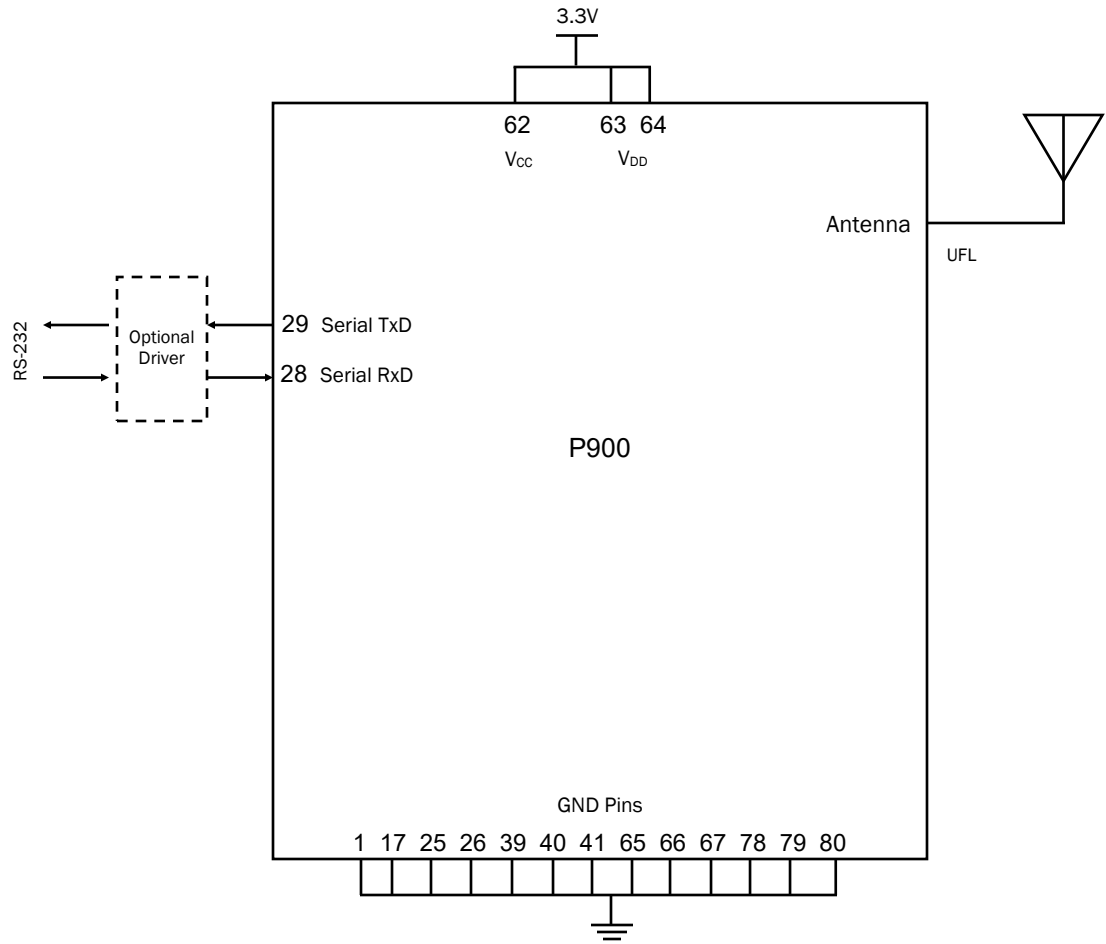 3.3V
62 63 64
VCC VDD
Antenna
UFL
RS-232
Optional
Driver
29 Serial TxD
28 Serial RxD
P900
GND Pins
1 17 25 26 39 40 41 65 66 67 78 79 80